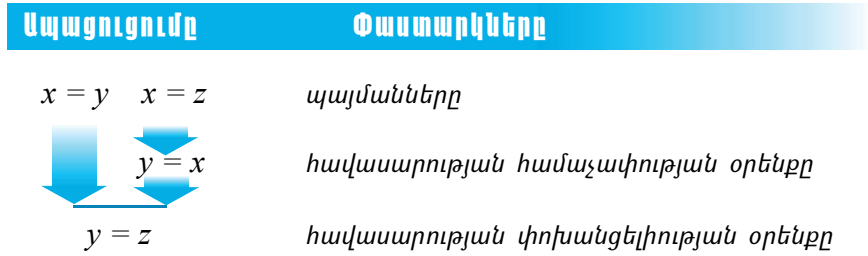 Ապացուցումը Փաստարկները
x = y x = z պայմանները
y = x հավասարության համաչափության օրենքը
y = z հավասարության փոխանցելիության օրենքը